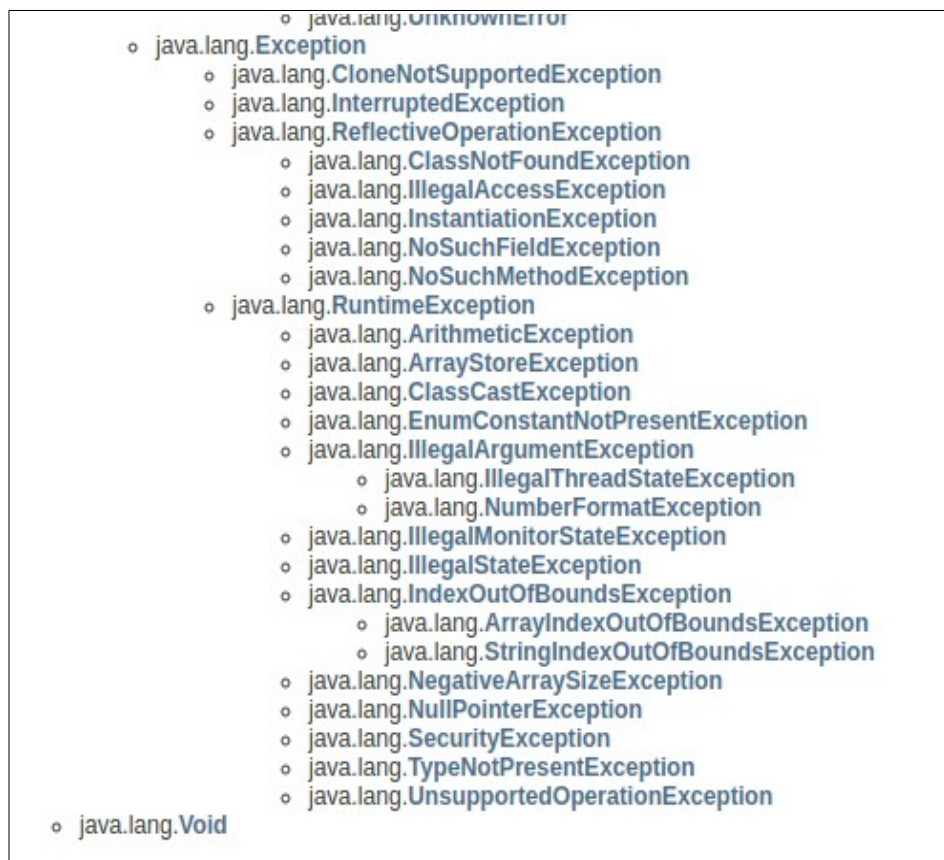 java.lang.UnknownError
java.lang.Exception
java.lang.CloneNotSupportedException
java.lang.InterruptedException
java.lang.ReflectiveOperationException
java.lang.ClassNotFoundException
java.lang.IllegalAccessException
java.lang.InstantiationException
java.lang.NoSuchFieldException
java.lang.NoSuchMethodException
java.lang.RuntimeException
java.lang.ArithmeticException
java.lang.ArrayStoreException
java.lang.ClassCastException
java.lang.EnumConstantNotPresentException
java.lang.IllegalArgumentException
java.lang.IllegalThreadStateException
java.lang.NumberFormatException
java.lang.IllegalMonitorStateException
java.lang.IllegalStateException
java.lang.IndexOutOfBoundsException
java.lang.ArrayIndexOutOfBoundsException
java.lang.StringIndexOutOfBoundsException
java.lang.NegativeArraySizeException
java.lang.NullPointerException
java.lang.SecurityException
java.lang.TypeNotPresentException
java.lang.UnsupportedOperationException
java.lang.Void